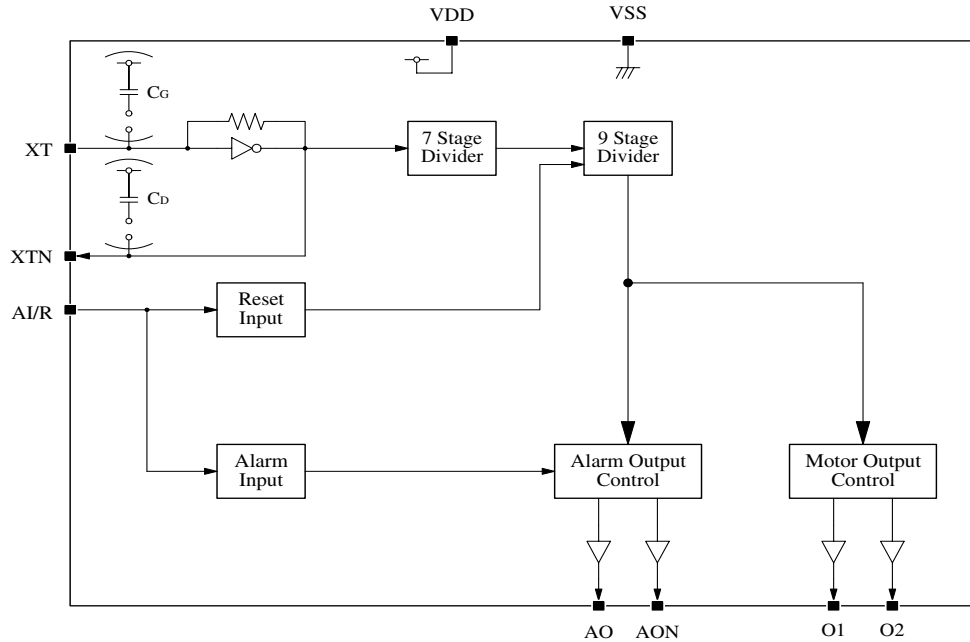 VDD
VSS
CG
XT
7 Stage
Divider
9 Stage
Divider
CD
XTN
AI/R
Reset
Input
Alarm
Input
Alarm Output
Control
Motor Output
Control
AO
AON
O1
O2